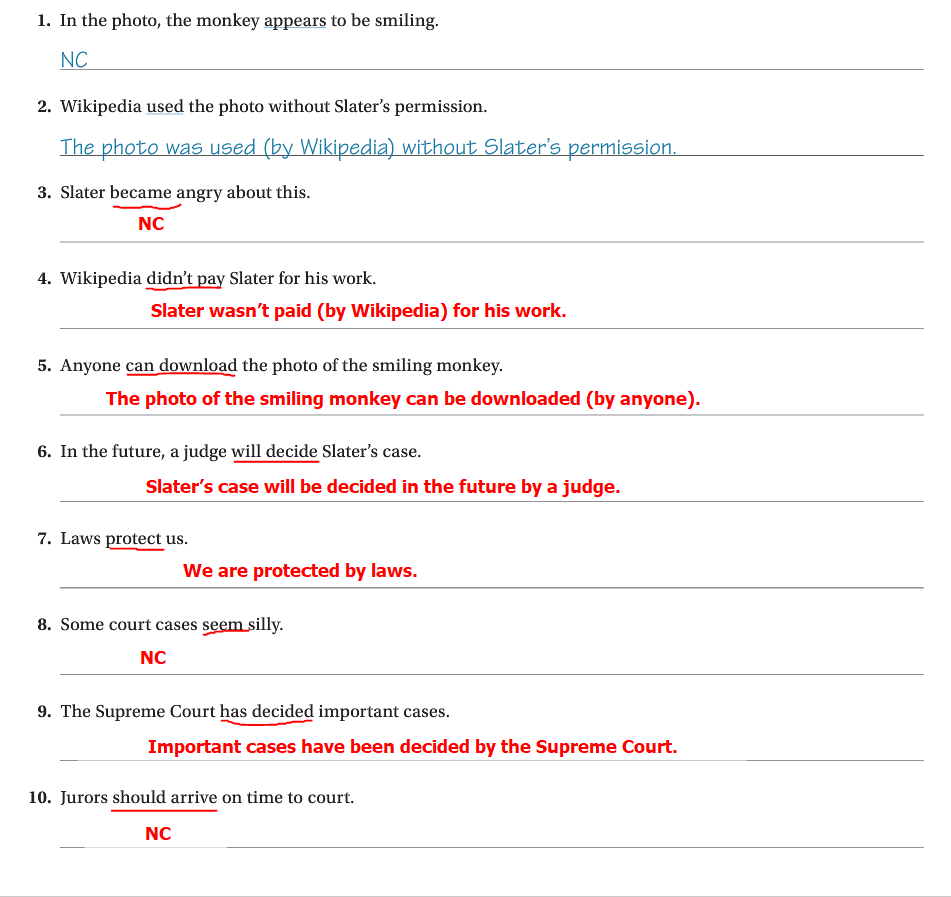 1. In the photo, the monkey appears to be smiling.
NC
2. Wikipedia used the photo without Slater's permission.
The photo was used (by Wikipedia) without Slater's permission.
3. Slater became angry about this.
NC
4. Wikipedia didn't pay Slater for his work.
Slater wasn't paid (by Wikipedia) for his work.
5. Anyone can download the photo of the smiling monkey.
The photo of the smiling monkey can be downloaded (by anyone).
6. In the future, a judge will decide Slater's case.
Slater's case will be decided in the future by a judge.
7. Laws protect us.
We are protected by laws.
8. Some court cases seem silly.
NC
9. The Supreme Court has decided important cases.
Important cases have been decided by the Supreme Court.
10. Jurors should arrive on time to court.
NC